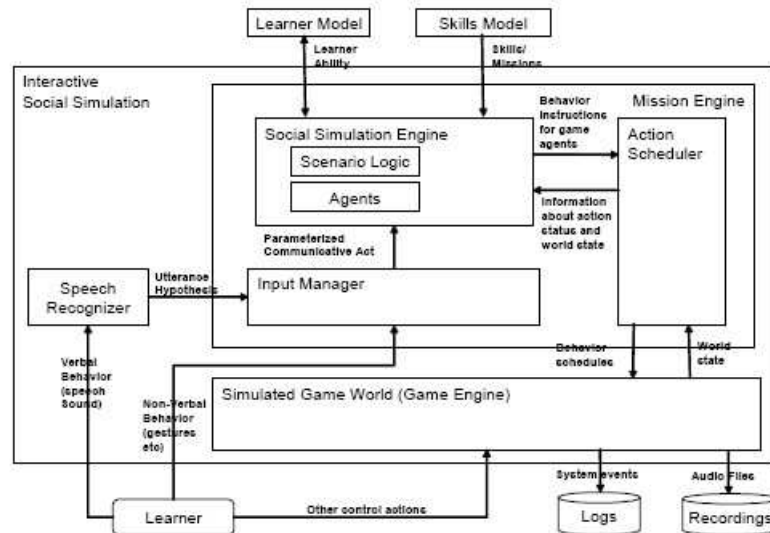 Learner Model
Skills Model
Learner
Ability
Skills/
Missions
Interactive
Social Simulation
Mission Engine
Social Simulation Engine
Scenario Logic
Agents
Behavior
instructions
for game
agents
Action
Scheduler
Information
about action
status and
world state
Parameterized
Communicative Act
Speech
Recognizer
Utterance
Hypothesis
Input Manager
Verbal
Behavior
(speech
Sound)
Non-Verbal
Behavior
(gestures
etc)
Behavior
schedules
World
state
Simulated Game World (Game Engine)
System events
Audio Files
Learner
Other control actions
Logs
Recordings